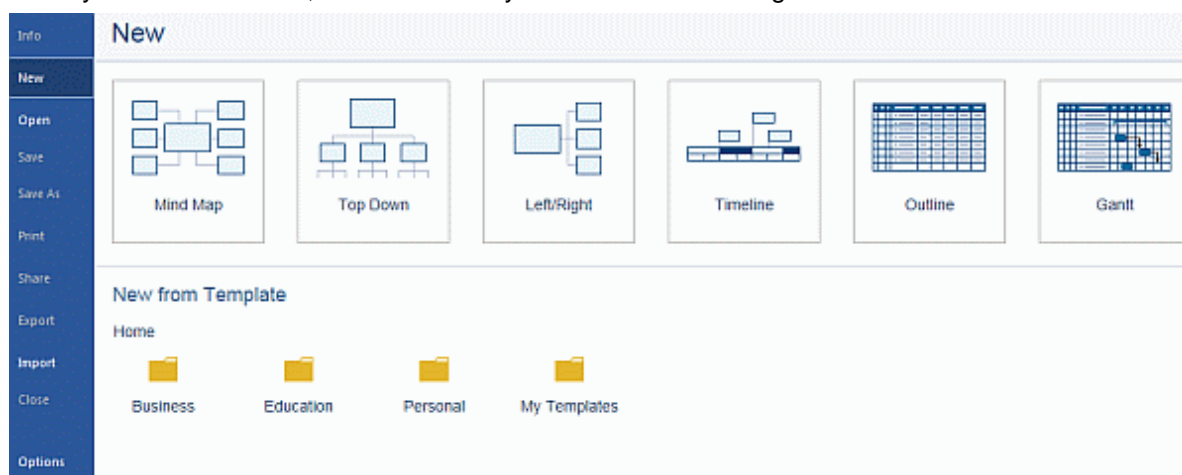 Info
New
Open
Save
Save As
Print
Share
Export
Import
Close
Options
New
Mind Map
Top Down
Left/Right
Timeline
Outline
Gantt
New from Template
Home
Business
Education
Personal
My Templates